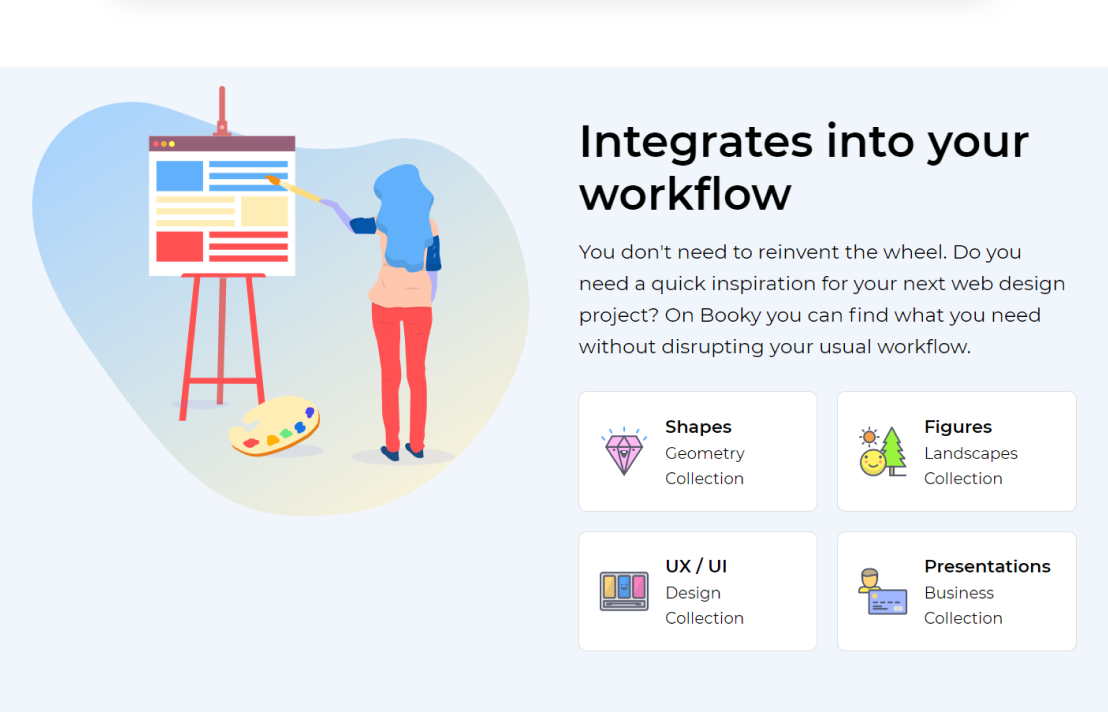 Integrates into your
workflow
You don't need to reinvent the wheel. Do you
need a quick inspiration for your next web design
project? On Booky you can find what you need
without disrupting your usual workflow.
Shapes
Geometry
Collection
Figures
Landscapes
Collection
UX / UI
Design
Collection
Presentations
Business
Collection